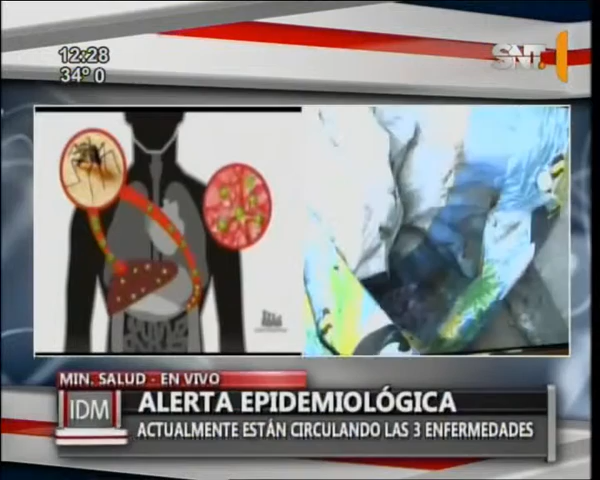 12:28
34° 0
SNT
MIN. SALUD - EN VIVO
IDM
ALERTA EPIDEMIOLÓGICA
ACTUALMENTE ESTÁN CIRCULANDO LAS 3 ENFERMEDADES